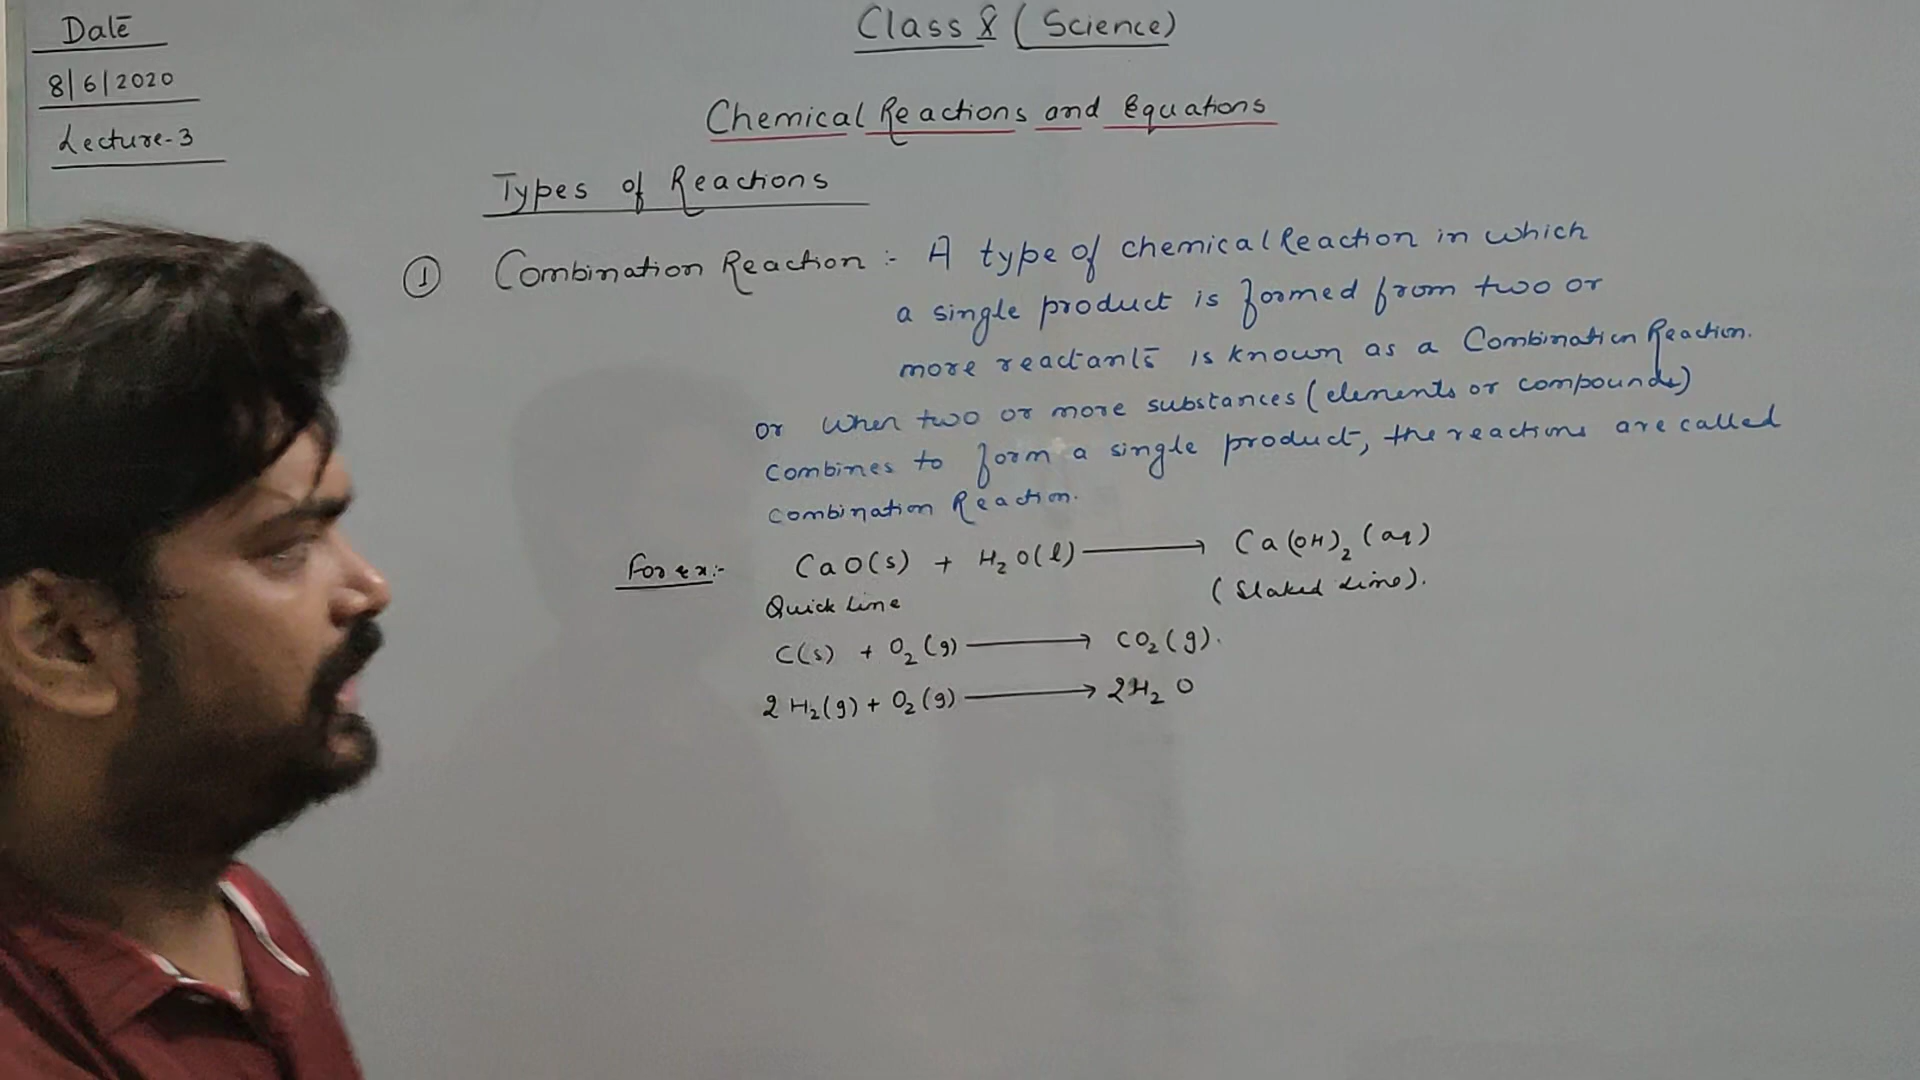 Date
8/6/2020
Lecture-3
Class X (Science)
Chemical Reactions and Equations
Types of Reactions
① Combination Reaction :- A type of chemical Reaction in which
a single product is formed from two or
more reactants is known as a Combination Reaction.
or when two or more substances (elements or compounds)
combines to form a single product, the reactions are called
combination Reaction.
For ex:- CaO(s) + H₂O(l) ⟶ Ca(OH)₂(aq)
Quick Lime (Slaked Lime).
C(s) + O₂(g) ⟶ CO₂(g).
2H₂(g) + O₂(g) ⟶ 2H₂O